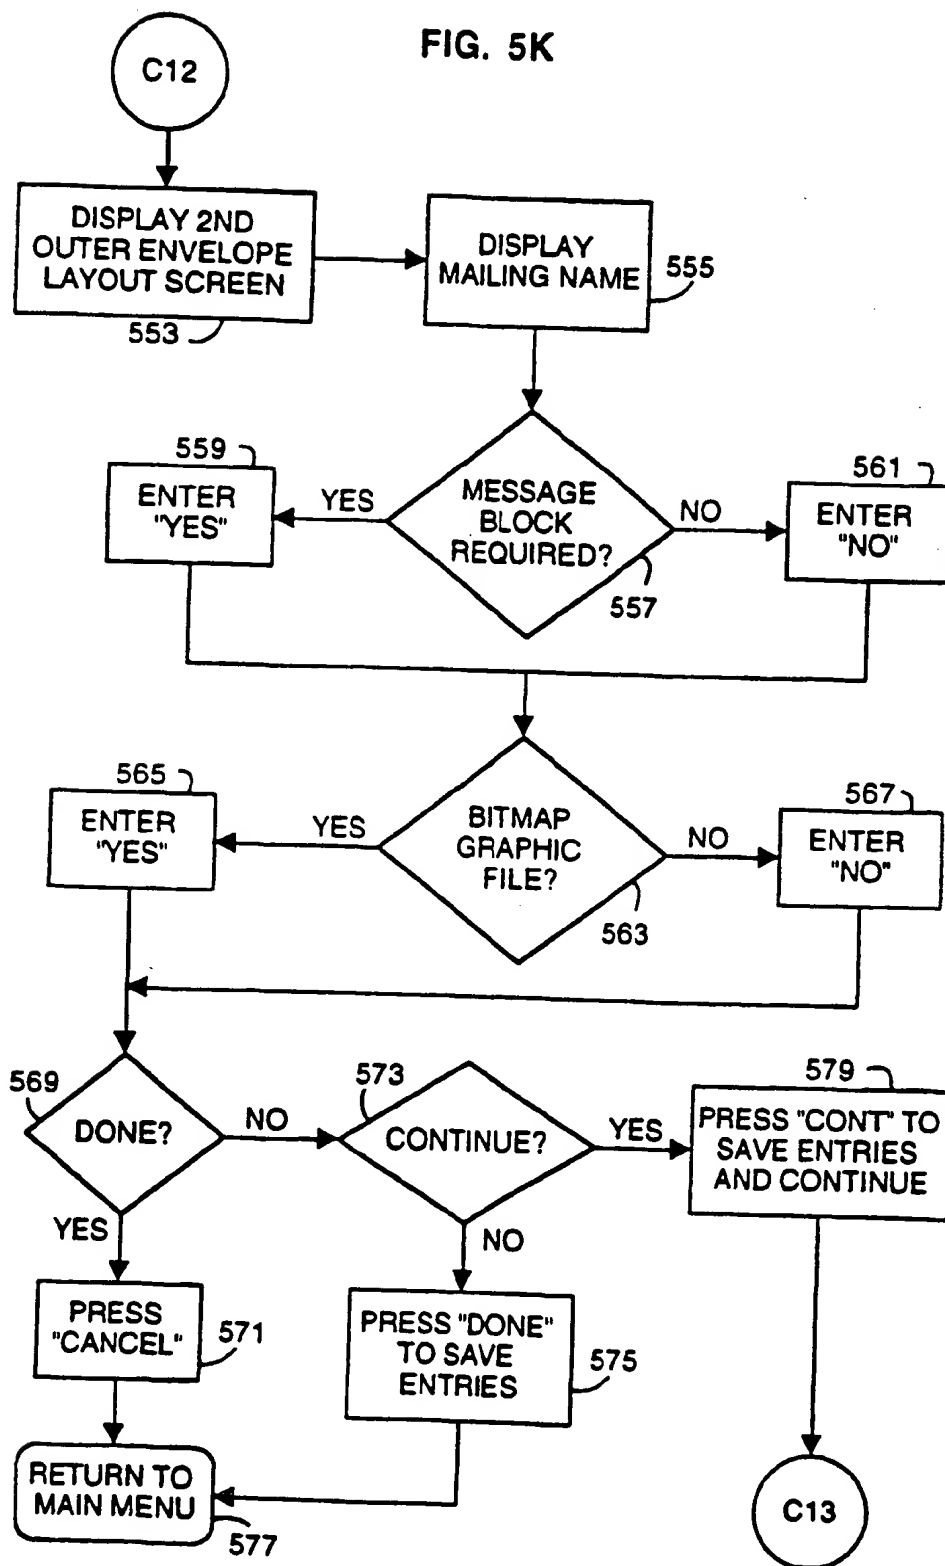 FIG. 5K
C12
DISPLAY 2ND
OUTER ENVELOPE
LAYOUT SCREEN
553
DISPLAY
MAILING NAME
555
MESSAGE
BLOCK
REQUIRED?
557
YES
559
ENTER
"YES"
NO
561
ENTER
"NO"
BITMAP
GRAPHIC
FILE?
563
YES
565
ENTER
"YES"
NO
567
ENTER
"NO"
569
DONE?
NO
573
CONTINUE?
YES
579
PRESS "CONT" TO
SAVE ENTRIES
AND CONTINUE
YES
PRESS
"CANCEL"
571
NO
PRESS "DONE"
TO SAVE
ENTRIES
575
RETURN TO
MAIN MENU
577
C13